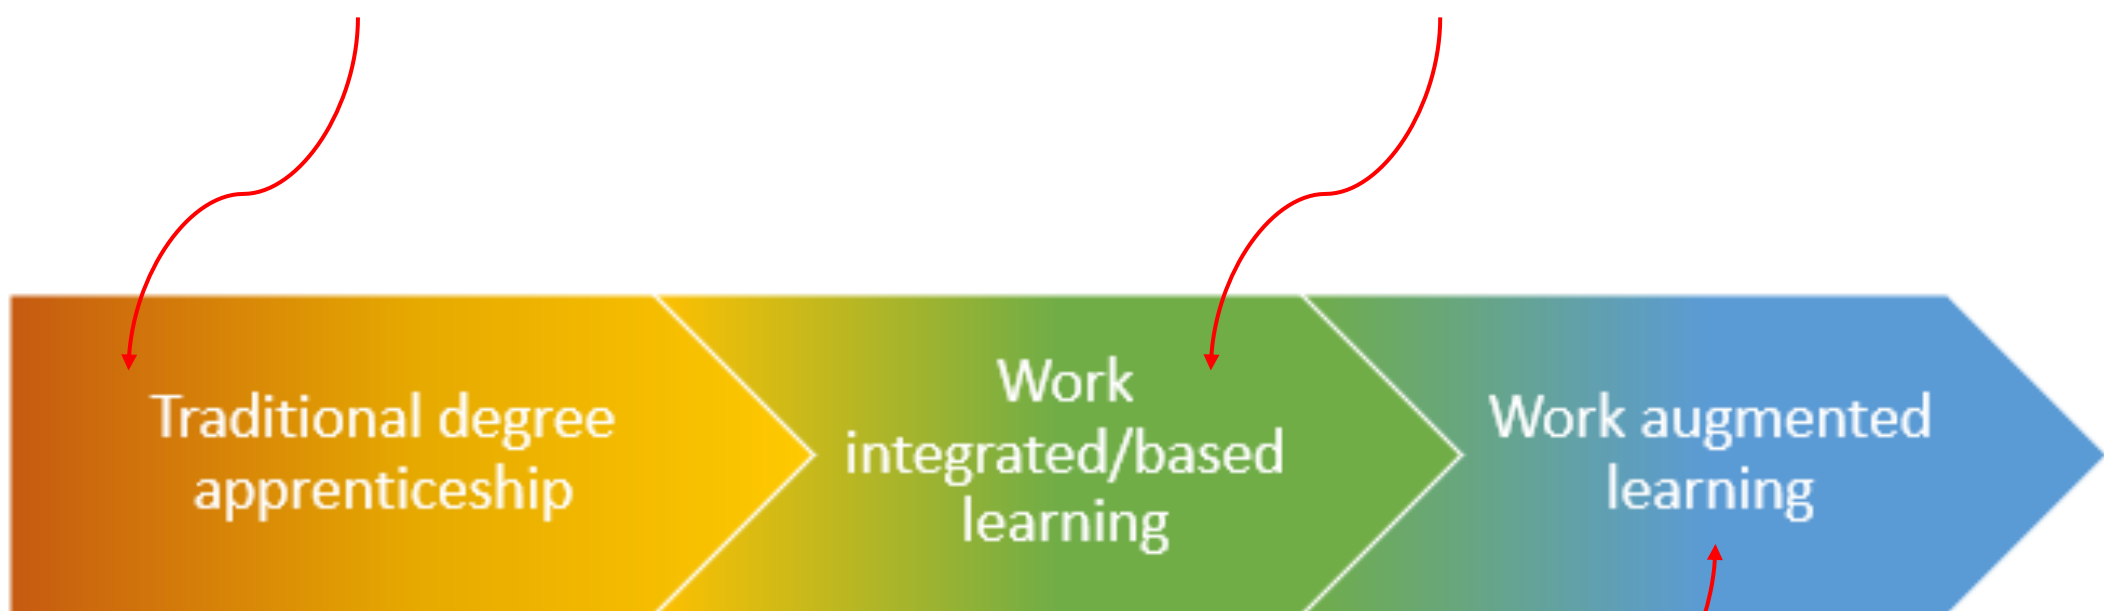 Traditional degree
apprenticeship
Work
integrated/based
learning
Work augmented
learning